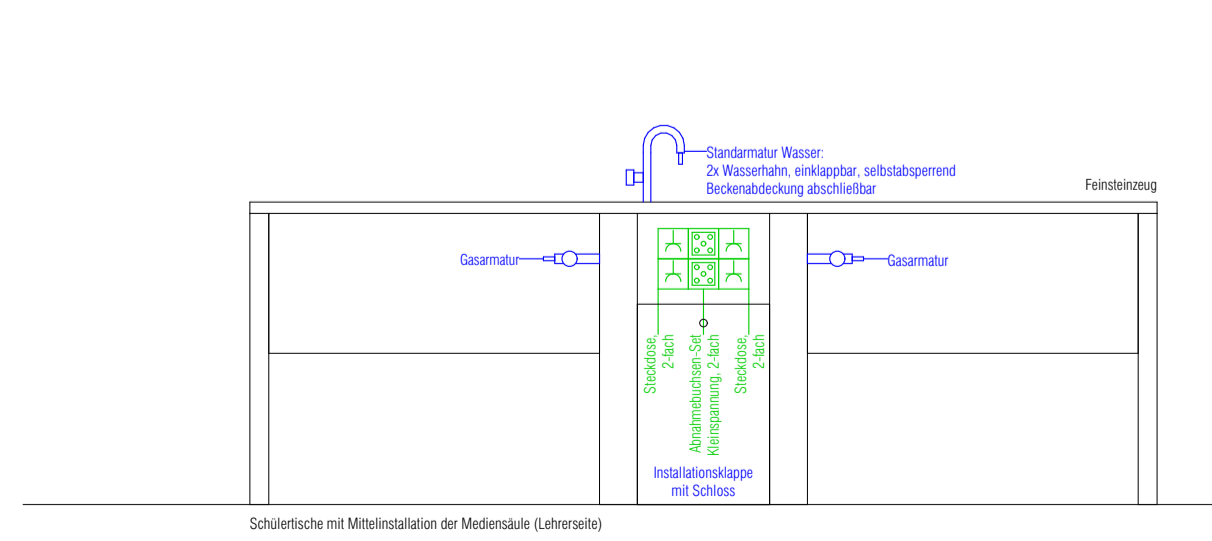 Standarmatur Wasser:
2x Wasserhahn, einklappbar, selbstabsperrend
Beckenabdeckung abschließbar
Feinsteinzeug
Gasarmatur
Gasarmatur
Steckdose,
2-fach
Abnahmebuchsen-Set
Kleinspannung, 2-fach
Steckdose,
2-fach
Installationsklappe
mit Schloss
Schülertische mit Mittelinstallation der Mediensäule (Lehrerseite)